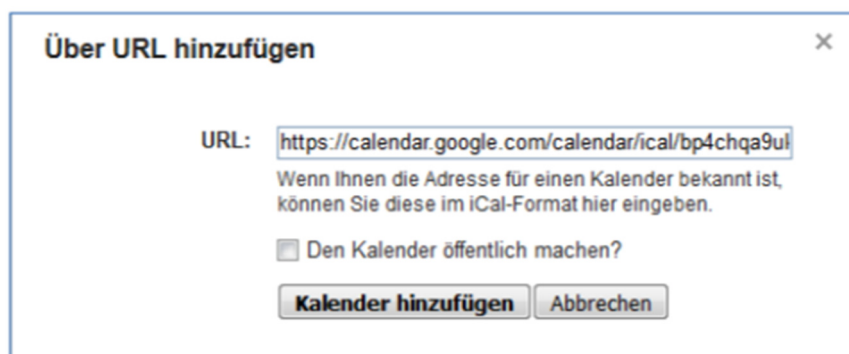 Über URL hinzufügen
URL: https://calendar.google.com/calendar/ical/bp4chqa9u
Wenn Ihnen die Adresse für einen Kalender bekannt ist,
können Sie diese im iCal-Format hier eingeben.
Den Kalender öffentlich machen?
Kalender hinzufügen Abbrechen